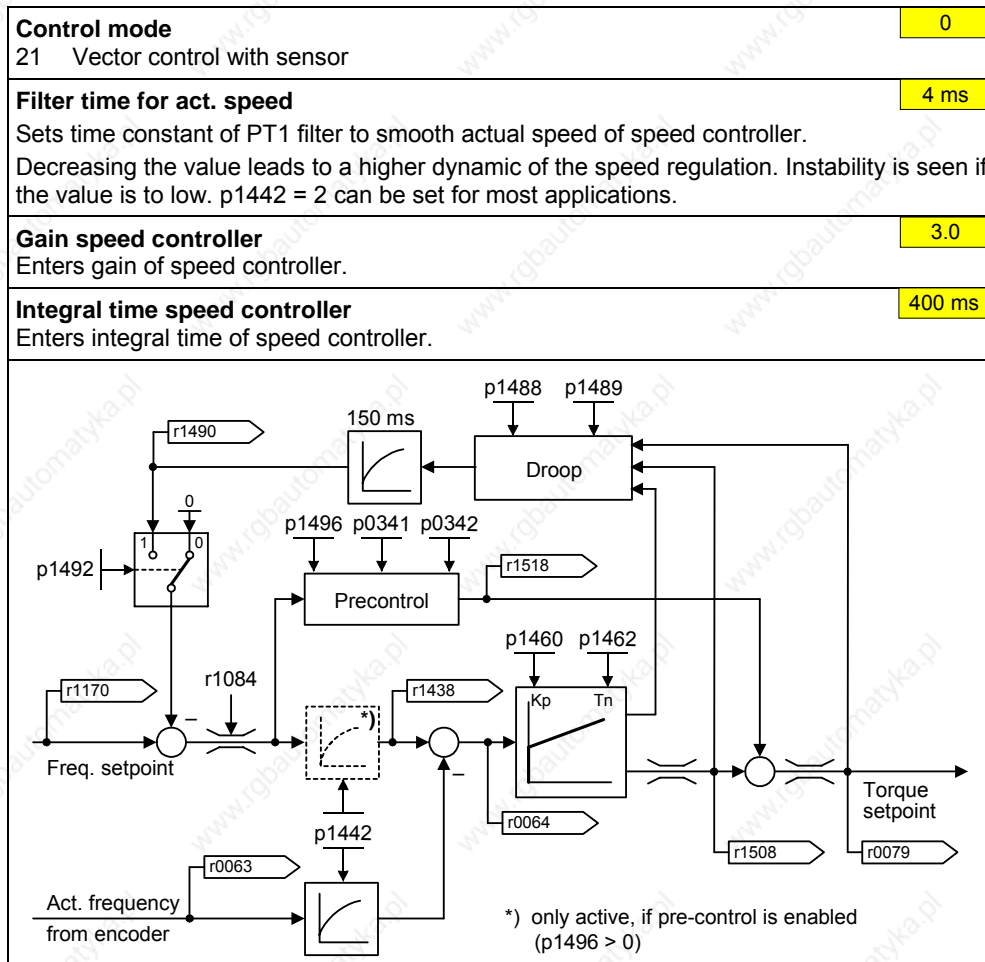 Control mode
0
21 Vector control with sensor
Filter time for act. speed
4 ms
Sets time constant of PT1 filter to smooth actual speed of speed controller.
Decreasing the value leads to a higher dynamic of the speed regulation. Instability is seen if
the value is to low. p1442 = 2 can be set for most applications.
Gain speed controller
3.0
Enters gain of speed controller.
Integral time speed controller
400 ms
Enters integral time of speed controller.
p1488 p1489
150 ms
r1490
Droop
0
p1496 p0341 p0342
1 0
p1492
r1518
Precontrol
p1460 p1462
r1170
r1084
r1438
Kp Tn
*)
–
Freq. setpoint
–
Torque
setpoint
p1442
r0064
r0063
r1508
r0079
Act. frequency
from encoder
*) only active, if pre-control is enabled
(p1496 > 0)
www.rgbautomatyka.pl